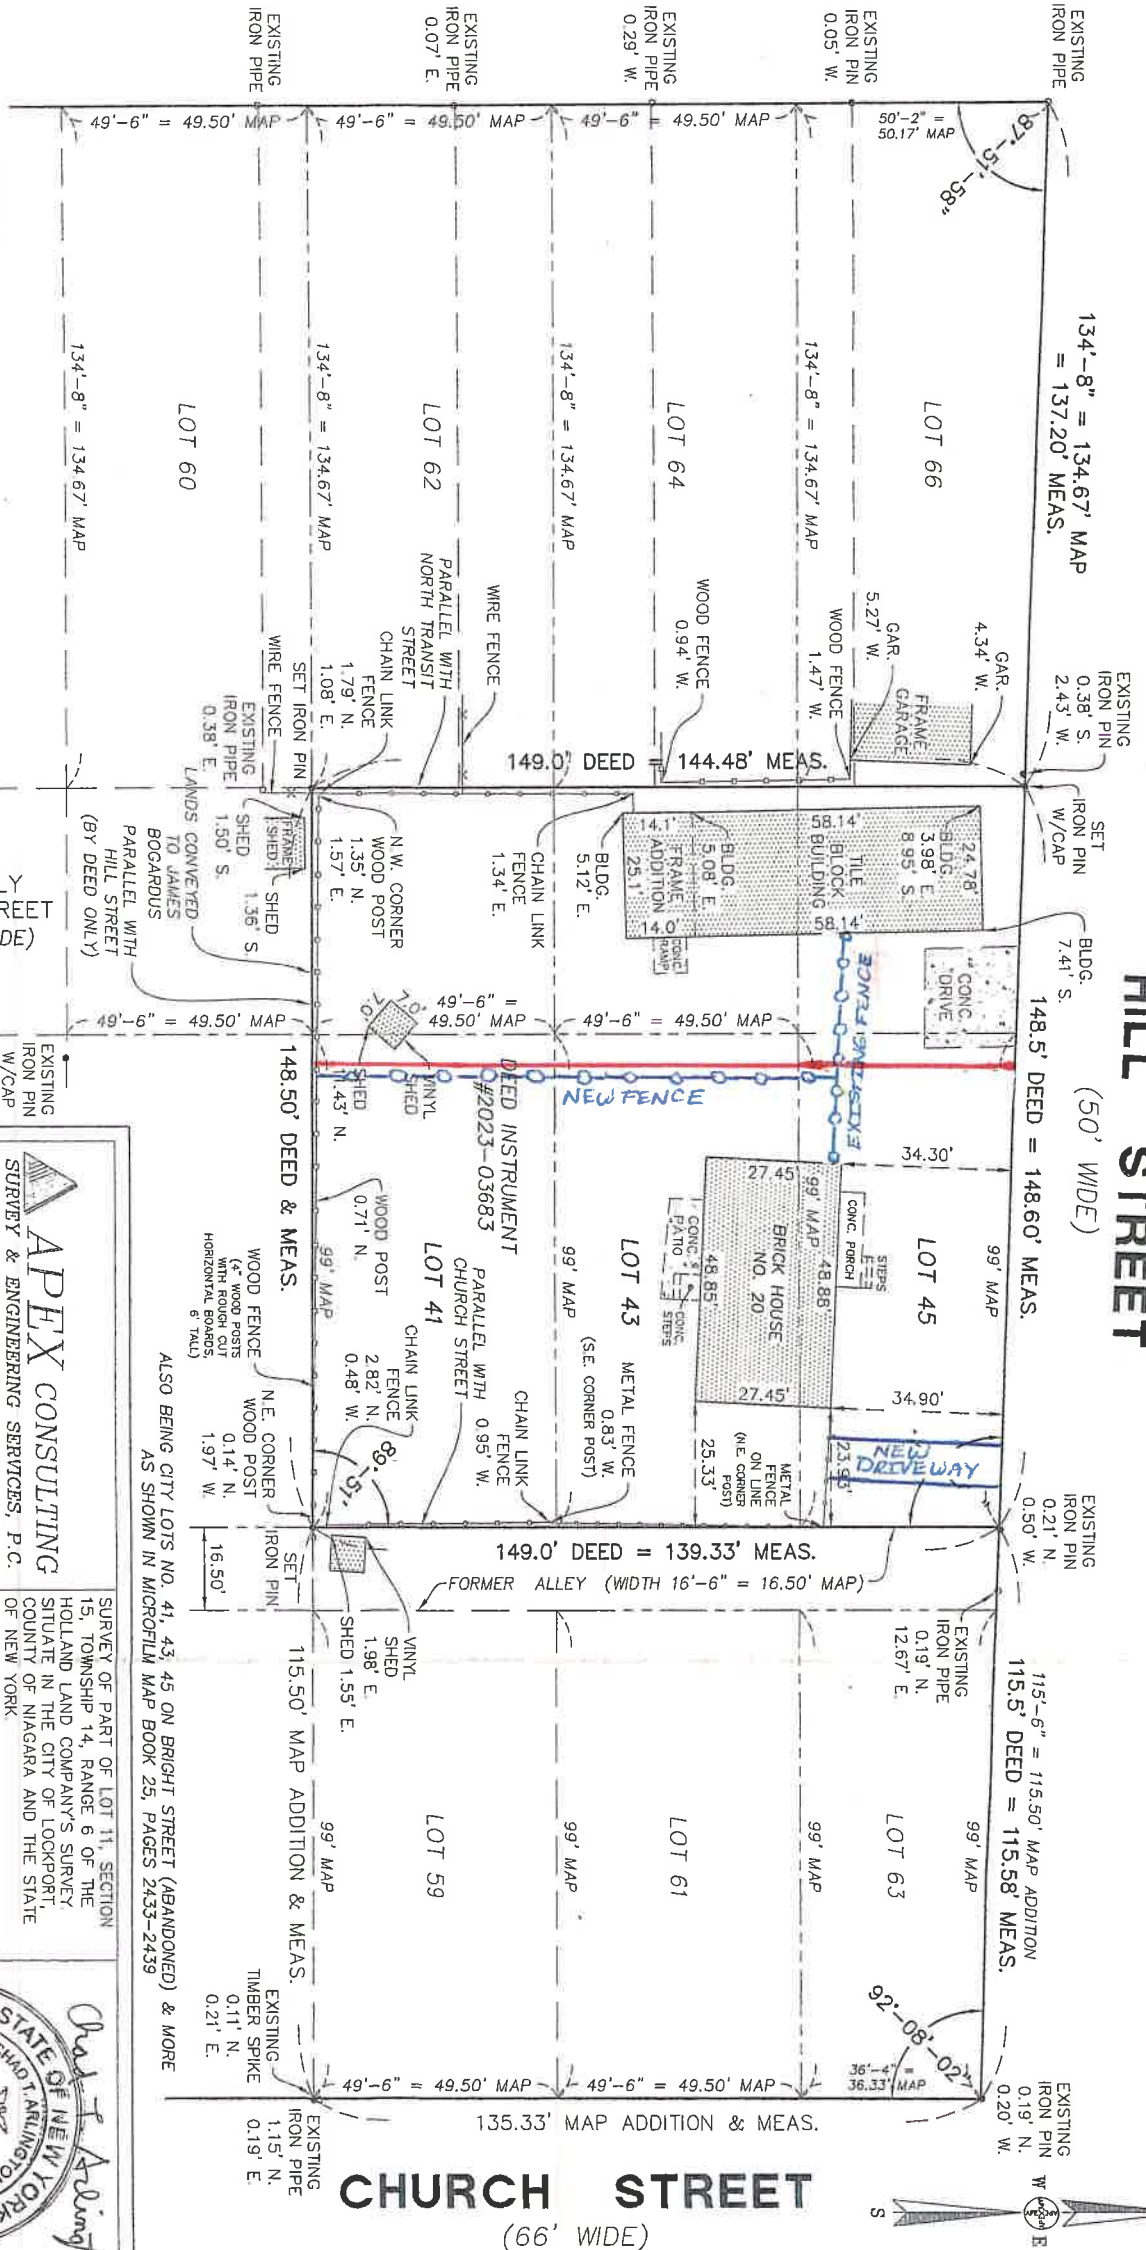 HILL STREET
(50' WIDE)
EXISTING
IRON PIPE
134'-8" = 134.67' MAP
= 137.20' MEAS.
EXISTING
IRON PIN
0.38' S.
2.43' W.
SET
IRON PIN
W/CAP
148.5' DEED = 148.60' MEAS.
EXISTING
IRON PIN
0.21' N.
0.50' W.
115'-6" = 115.50' MAP ADDITION
115.5' DEED = 115.58' MEAS.
EXISTING
IRON PIN
0.19' N.
0.20' W.
W
E
S
EXISTING
IRON PIN
0.05' W.
EXISTING
IRON PIPE
0.29' W.
EXISTING
IRON PIPE
0.07' E.
EXISTING
IRON PIPE
50'-2" =
50.17' MAP
49'-6" = 49.50' MAP
49'-6" = 49.50' MAP
49'-6" = 49.50' MAP
49'-6" = 49.50' MAP
87°-51'-58"
LOT 66
134'-8" = 134.67' MAP
LOT 64
134'-8" = 134.67' MAP
LOT 62
134'-8" = 134.67' MAP
LOT 60
134'-8" = 134.67' MAP
GAR.
4.34' W.
FRAME
GARAGE
GAR.
5.27' W.
WOOD FENCE
1.47' W.
WOOD FENCE
0.94' W.
WIRE FENCE
PARALLEL WITH
NORTH TRANSIT
STREET
CHAIN LINK
FENCE
1.79' N.
1.08' E.
SET IRON PIN
WIRE FENCE
EXISTING
IRON PIPE
0.38' E.
149.0' DEED = 144.48' MEAS.
BLDG.
3.98' E.
8.95' S.
24.78'
BLDG.
7.41' S.
58.14'
TILE
BLOCK
BUILDING
58.14'
BLDG.
5.08' E.
14.1'
FRAME
ADDITION
25.1'
14.0'
CONC.
RAMP
BLDG.
5.12' E.
CHAIN LINK
FENCE
1.34' E.
N.W. CORNER
WOOD POST
1.35' N.
1.57' E.
FRAME
SHED
SHED
1.36' S.
SHED
1.50' S.
LANDS CONVEYED
TO JAMES
BOGARDUS
PARALLEL WITH
HILL STREET
(BY DEED ONLY)
CONC.
DRIVE
EXISTING FENCE
NEW FENCE
49'-6" =
49.50' MAP
49'-6" = 49.50' MAP
49'-6" = 49.50' MAP
7.0'
7.0'
VINYL
SHED
SHED
1.43' N.
DEED INSTRUMENT
#2023-03683
148.50' DEED & MEAS.
34.30'
CONC. PORCH
STEPS
LOT 45
99' MAP
34.90'
NEW
DRIVEWAY
23.93'
27.45'
99' MAP
48.88'
BRICK HOUSE
NO. 20
48.85'
27.45'
CONC.
PATIO
CONC.
STEPS
25.33'
METAL
FENCE
ON LINE
(N.E. CORNER
POST)
LOT 43
99' MAP
METAL FENCE
0.83' W.
(S.E. CORNER POST)
CHAIN LINK
FENCE
0.95' W.
PARALLEL WITH
CHURCH STREET
LOT 41
CHAIN LINK
FENCE
2.82' N.
0.48' W.
99' MAP
89°-51'
WOOD POST
0.71' N.
WOOD FENCE
(4" WOOD POSTS
WITH ROUGH CUT
HORIZONTAL BOARDS,
6' TALL)
N.E. CORNER
WOOD POST
0.14' N.
1.97' W.
149.0' DEED = 139.33' MEAS.
FORMER ALLEY (WIDTH 16'-6" = 16.50' MAP)
16.50'
SET
IRON PIN
VINYL
SHED
1.98' E.
SHED 1.55' E.
EXISTING
IRON PIPE
0.19' N.
12.67' E.
99' MAP
LOT 63
99' MAP
LOT 61
99' MAP
LOT 59
99' MAP
115.50' MAP ADDITION & MEAS.
92°-08'-02"
36'-4" =
36.33' MAP
49'-6" = 49.50' MAP
49'-6" = 49.50' MAP
135.33' MAP ADDITION & MEAS.
EXISTING
TIMBER SPIKE
0.11' N.
0.21' E.
EXISTING
IRON PIPE
1.15' N.
0.19' E.
CHURCH STREET
(66' WIDE)
Y
REET
DE)
EXISTING
IRON PIN
W/CAP
ALSO BEING CITY LOTS NO. 41, 43, 45 ON BRIGHT STREET (ABANDONED) & MORE
AS SHOWN IN MICROFILM MAP BOOK 25, PAGES 2433-2439
APEX CONSULTING
SURVEY & ENGINEERING SERVICES, P.C.
SURVEY OF PART OF LOT 11, SECTION
15, TOWNSHIP 14, RANGE 6 OF THE
HOLLAND LAND COMPANY'S SURVEY.
SITUATE IN THE CITY OF LOCKPORT,
COUNTY OF NIAGARA AND THE STATE
OF NEW YORK
Chad T Arling
STATE OF NEW YORK
CHAD T. ARLINGTO